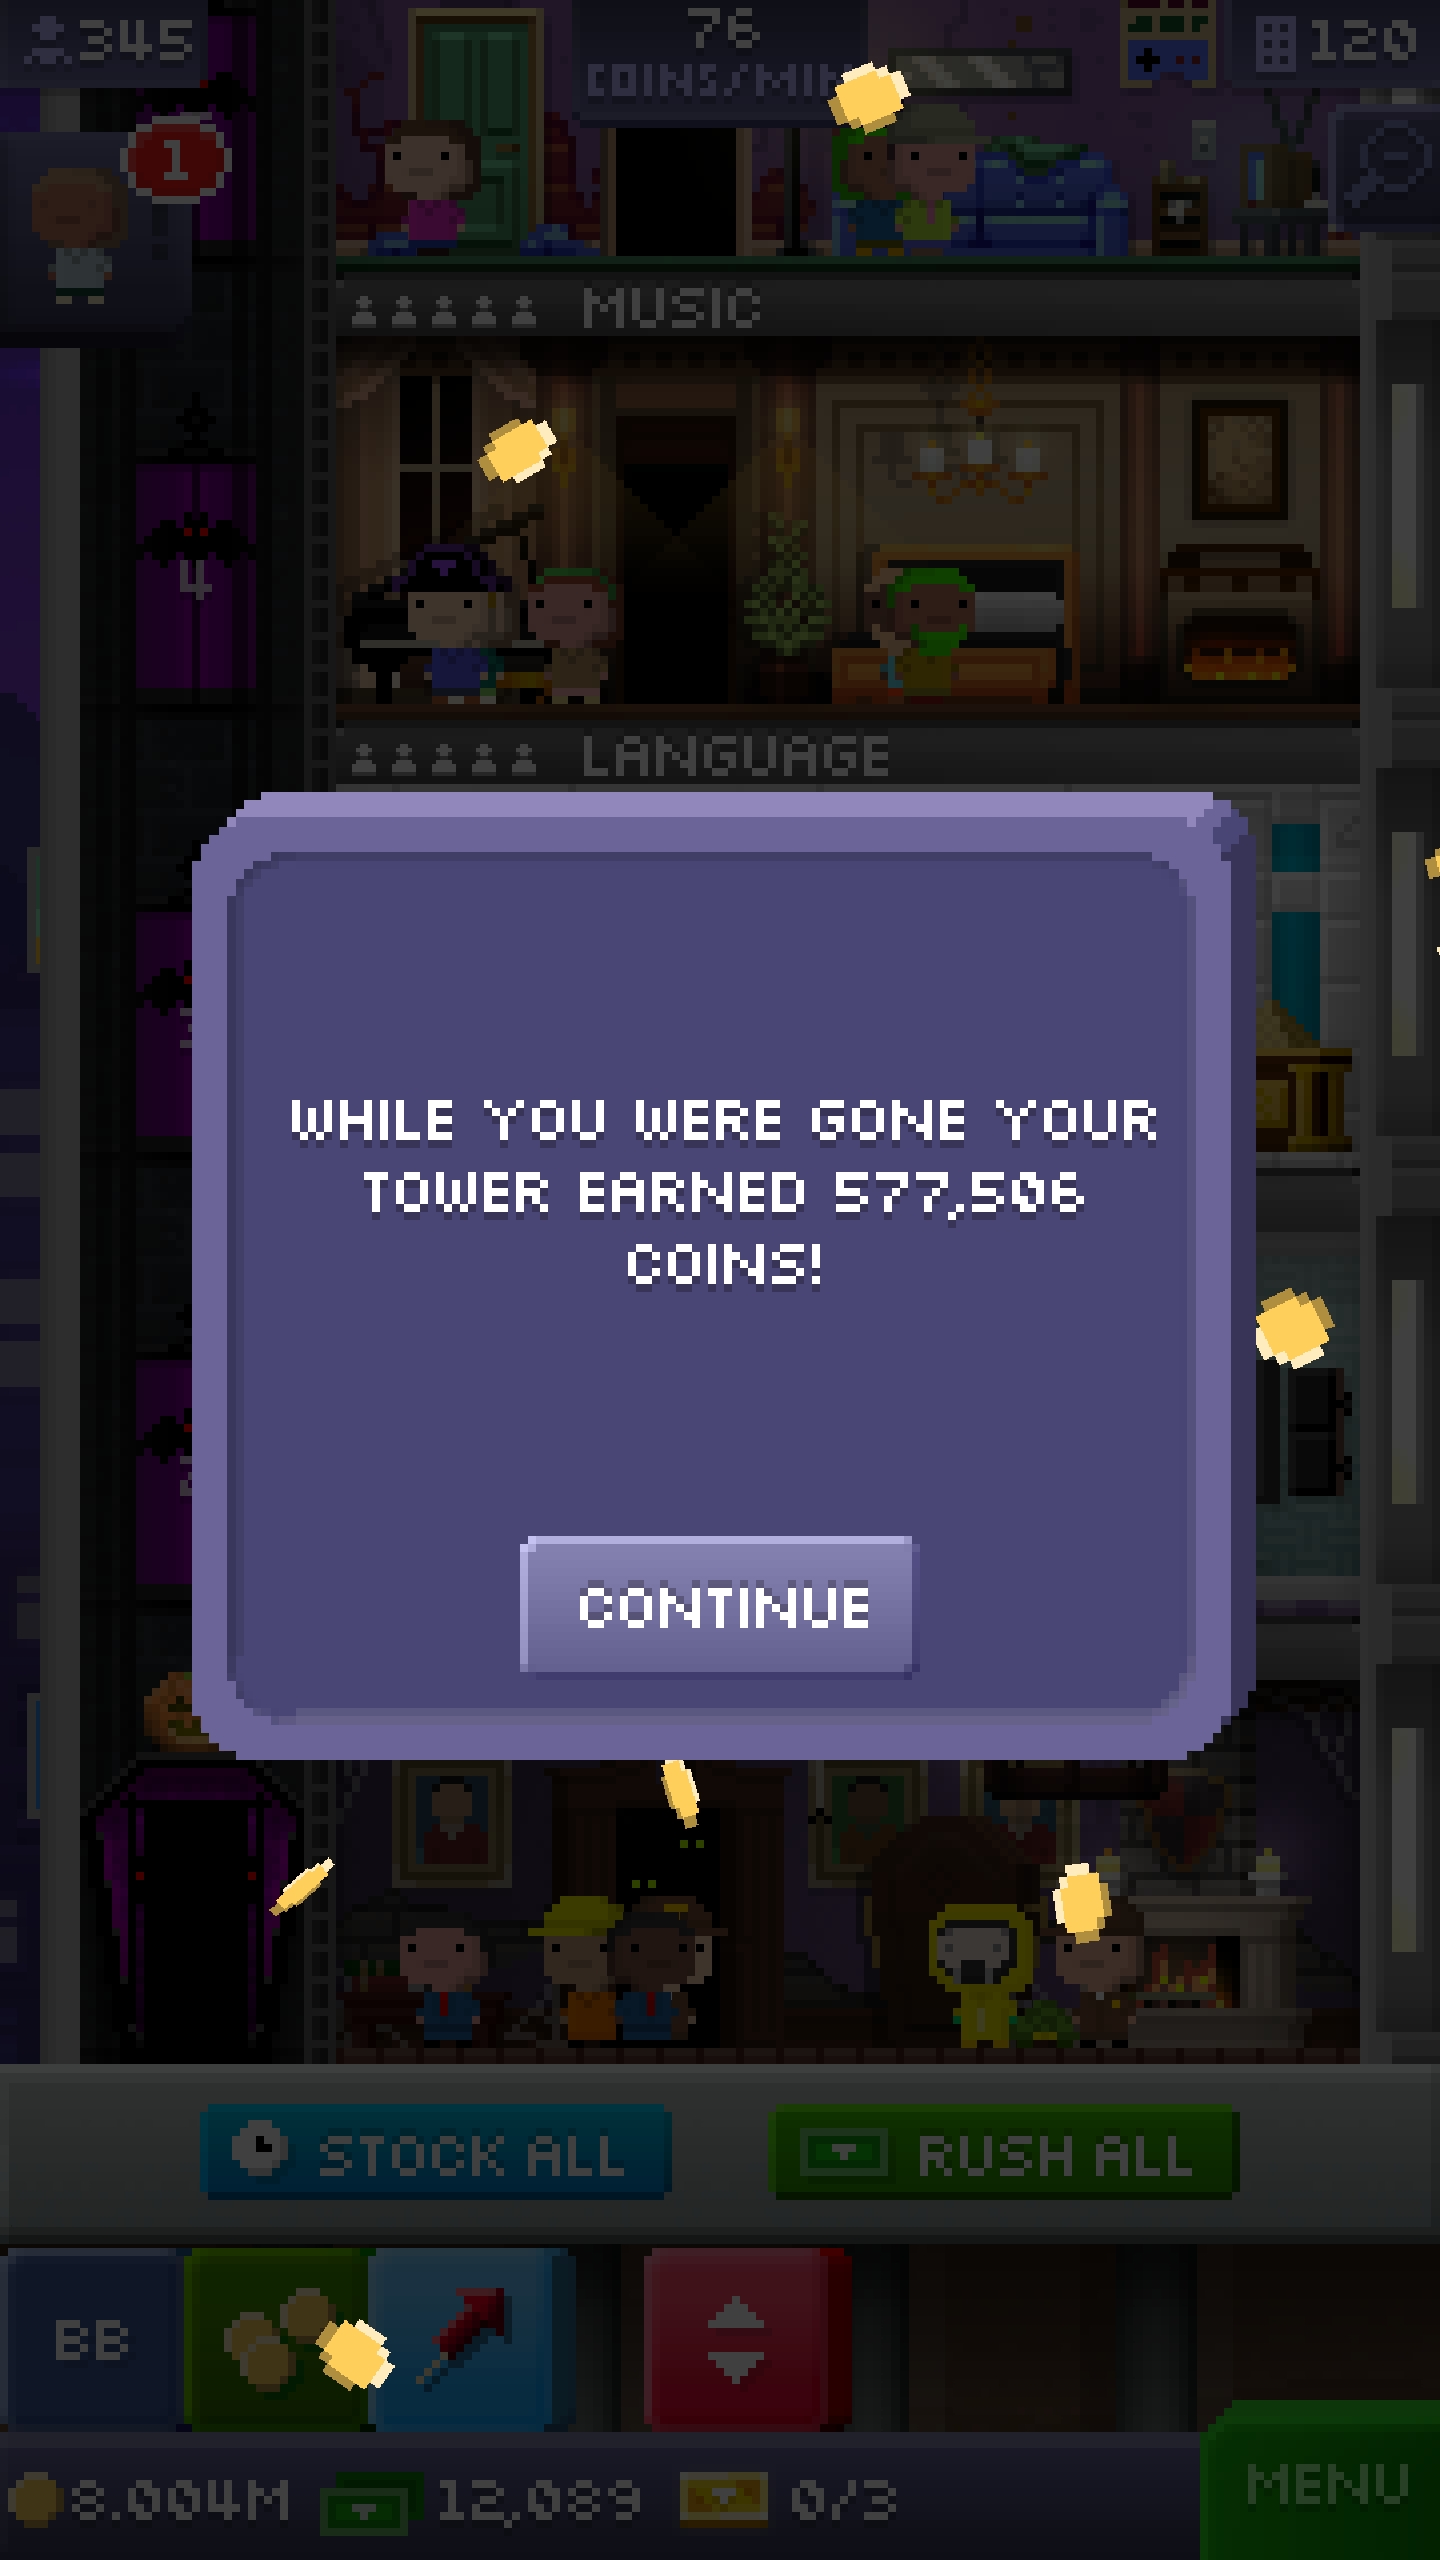 345
76
COINS/MIN
120
1
MUSIC
4
LANGUAGE
WHILE YOU WERE GONE YOUR
TOWER EARNED 577,506
COINS!
CONTINUE
STOCK ALL
RUSH ALL
BB
8.004M
12,089
0/3
MENU